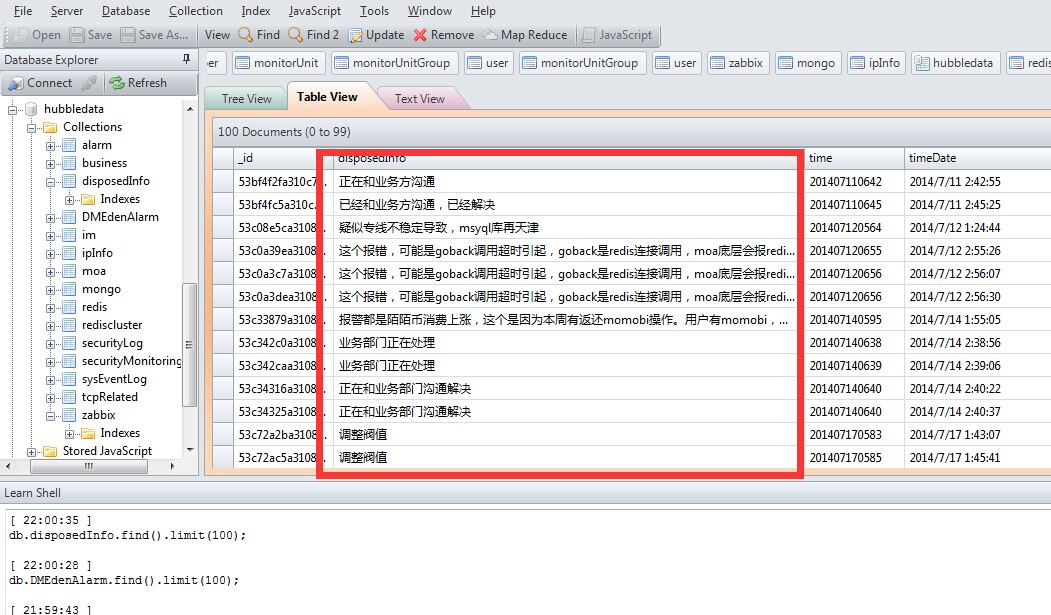 File Server Database Collection Index JavaScript Tools Window Help
Open Save Save As... View Find Find 2 Update Remove Map Reduce JavaScript
Database Explorer
er monitorUnit monitorUnitGroup user monitorUnitGroup user zabbix mongo ipInfo hubbledata redis
Connect Refresh
Tree View Table View Text View
hubbledata
Collections
alarm
business
disposedInfo
Indexes
DMEdenAlarm
im
ipInfo
moa
mongo
redis
rediscluster
securityLog
securityMonitoring
sysEventLog
tcpRelated
zabbix
Indexes
Stored JavaScript
100 Documents (0 to 99)
_id disposedInfo time timeDate
53bf4f2fa310c7... 正在和业务方沟通 201407110642 2014/7/11 2:42:55
53bf4fc5a310c... 已经和业务方沟通，已经解决 201407110645 2014/7/11 2:45:25
53c08e5ca3108... 疑似专线不稳定导致，msyql库再天津 201407120564 2014/7/12 1:24:44
53c0a39ea3108... 这个报错，可能是goback调用超时引起，goback是redis连接调用，moa底层会报redi... 201407120655 2014/7/12 2:55:26
53c0a3c7a3108... 这个报错，可能是goback调用超时引起，goback是redis连接调用，moa底层会报redi... 201407120656 2014/7/12 2:56:07
53c0a3dea3108... 这个报错，可能是goback调用超时引起，goback是redis连接调用，moa底层会报redi... 201407120656 2014/7/12 2:56:30
53c33879a3108... 报警都是陌陌币消费上涨，这个是因为本周有返还momobi操作。用户有momobi，... 201407140595 2014/7/14 1:55:05
53c342c0a3108... 业务部门正在处理 201407140638 2014/7/14 2:38:56
53c342caa3108... 业务部门正在处理 201407140639 2014/7/14 2:39:06
53c34316a3108... 正在和业务部门沟通解决 201407140640 2014/7/14 2:40:22
53c34325a3108... 正在和业务部门沟通解决 201407140640 2014/7/14 2:40:37
53c72a2ba3108... 调整阀值 201407170583 2014/7/17 1:43:07
53c72ac5a3108... 调整阀值 201407170585 2014/7/17 1:45:41
Learn Shell
[ 22:00:35 ]
db.disposedInfo.find().limit(100);
[ 22:00:28 ]
db.DMEdenAlarm.find().limit(100);
[ 21:59:43 ]